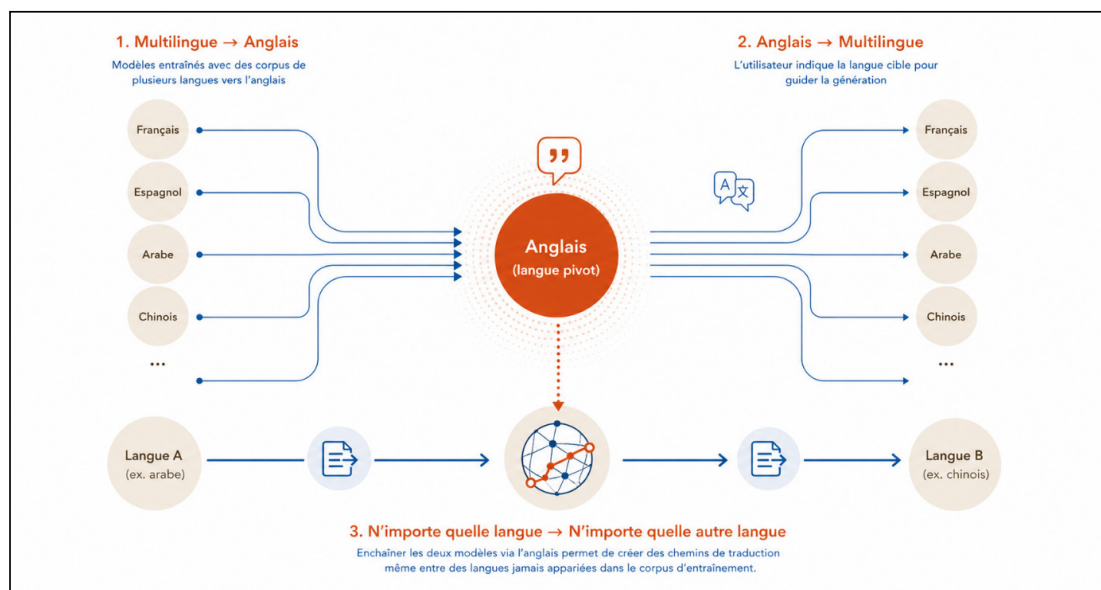 1. Multilingue → Anglais
Modèles entraînés avec des corpus de
plusieurs langues vers l'anglais
Français
Espagnol
Arabe
Chinois
...
Anglais
(langue pivot)
2. Anglais → Multilingue
L'utilisateur indique la langue cible pour
guider la génération
A 文
Français
Espagnol
Arabe
Chinois
...
Langue A
(ex. arabe)
Langue B
(ex. chinois)
3. N'importe quelle langue → N'importe quelle autre langue
Enchaîner les deux modèles via l'anglais permet de créer des chemins de traduction
même entre des langues jamais appariées dans le corpus d'entraînement.